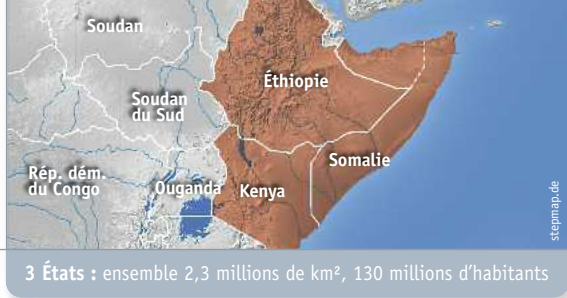 Soudan
Éthiopie
Soudan
du Sud
Somalie
Rép. dém.
du Congo
Ouganda
Kenya
stepmap.de
3 États : ensemble 2,3 millions de km², 130 millions d’habitants